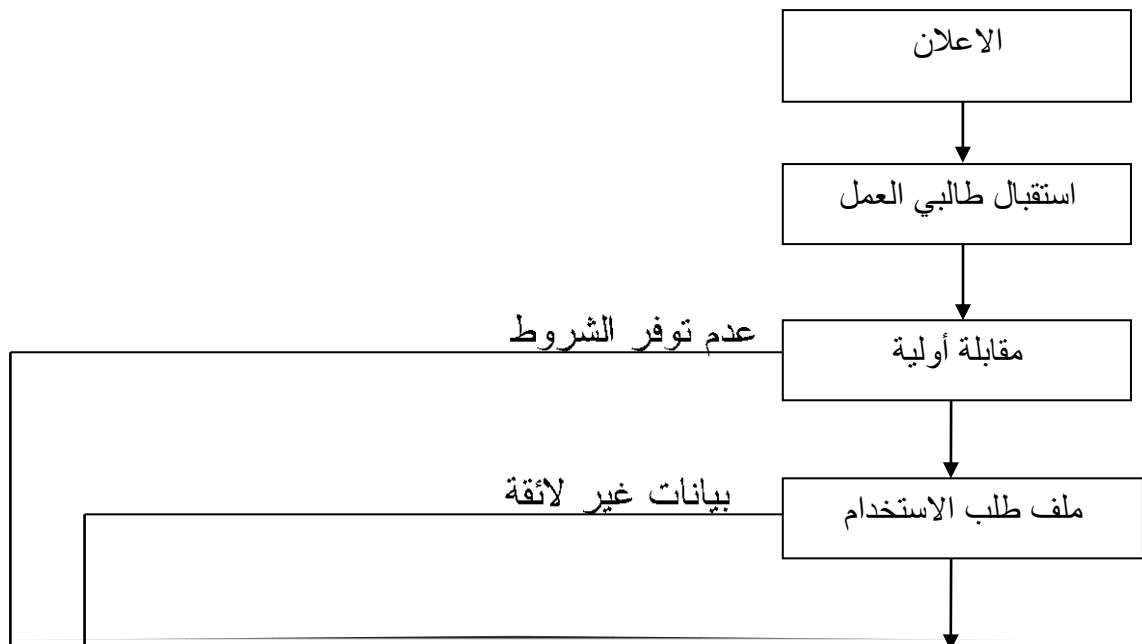 الاعلان
استقبال طالبي العمل
عدم توفر الشروط
مقابلة أولية
بيانات غير لائقة
ملف طلب الاستخدام